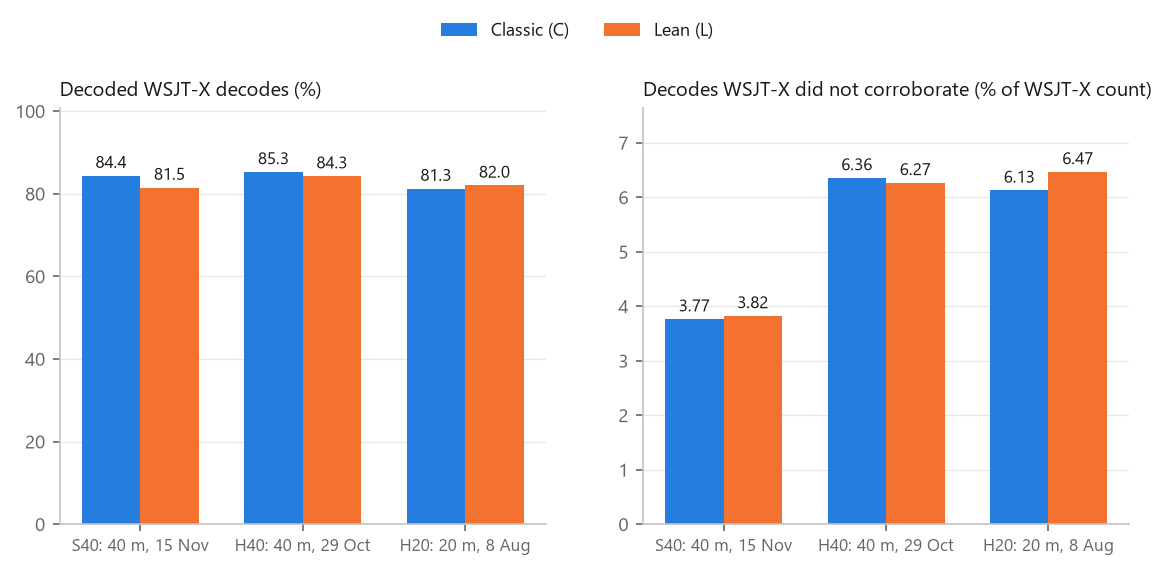 Classic (C) Lean (L)
Decoded WSJT-X decodes (%)
100
80
60
40
20
0
84.4
81.5
85.3
84.3
81.3
82.0
S40: 40 m, 15 Nov
H40: 40 m, 29 Oct
H20: 20 m, 8 Aug
Decodes WSJT-X did not corroborate (% of WSJT-X count)
7
6
5
4
3
2
1
0
3.77
3.82
6.36
6.27
6.13
6.47
S40: 40 m, 15 Nov
H40: 40 m, 29 Oct
H20: 20 m, 8 Aug